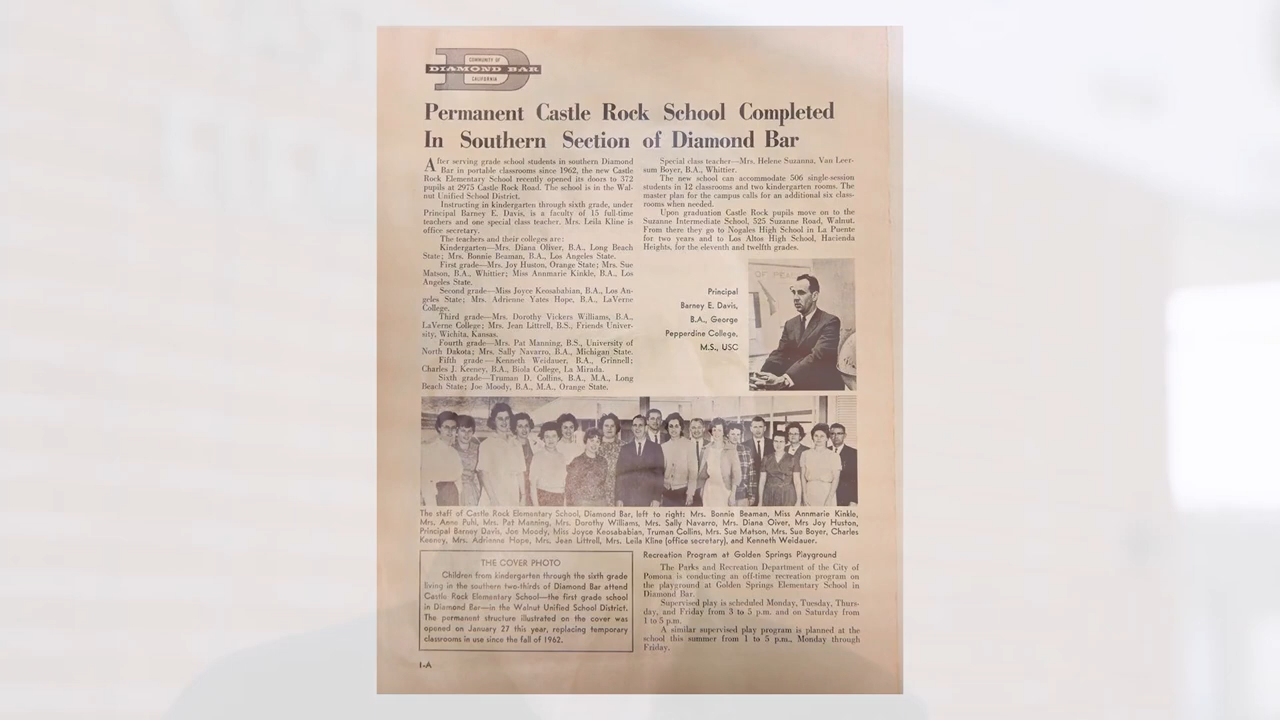 COMMUNITY OF
DIAMOND BAR
CALIFORNIA
Permanent Castle Rock School Completed
In Southern Section of Diamond Bar
After serving grade school students in southern Diamond
Bar in portable classrooms since 1962, the new Castle
Rock Elementary School recently opened its doors to 372
pupils at 2975 Castle Rock Road. The school is in the Wal-
nut Unified School District.
Instructing in kindergarten through sixth grade, under
Principal Barney E. Davis, is a faculty of 15 full-time
teachers and one special class teacher. Mrs. Leila Kline is
office secretary.
The teachers and their colleges are:
Kindergarten—Mrs. Diana Oliver, B.A., Long Beach
State; Mrs. Bonnie Beaman, B.A., Los Angeles State.
First grade—Mrs. Joy Huston, Orange State; Mrs. Sue
Matson, B.A., Whittier; Miss Annmarie Kinkle, B.A., Los
Angeles State.
Second grade—Miss Joyce Keosababian, B.A., Los An-
geles State; Mrs. Adrienne Yates Hope, B.A., LaVerne
College.
Third grade—Mrs. Dorothy Vickers Williams, B.A.,
LaVerne College; Mrs. Jean Littrell, B.S., Friends Univer-
sity, Wichita, Kansas.
Fourth grade—Mrs. Pat Manning, B.S., University of
North Dakota; Mrs. Sally Navarro, B.A., Michigan State.
Fifth grade—Kenneth Weidauer, B.A., Grinnell;
Charles J. Keeney, B.A., Biola College, La Mirada.
Sixth grade—Truman D. Collins, B.A., M.A., Long
Beach State; Joe Moody, B.A., M.A., Orange State.
Special class teacher—Mrs. Helene Suzanna, Van Leer-
sum Boyer, B.A., Whittier.
The new school can accommodate 506 single-session
students in 12 classrooms and two kindergarten rooms. The
master plan for the campus calls for an additional six class-
rooms when needed.
Upon graduation Castle Rock pupils move on to the
Suzanne Intermediate School, 525 Suzanne Road, Walnut.
From there they go to Nogales High School in La Puente
for two years and to Los Altos High School, Hacienda
Heights, for the eleventh and twelfth grades.
OF PEACE
Principal
Barney E. Davis,
B.A., George
Pepperdine College,
M.S., USC
The staff of Castle Rock Elementary School, Diamond Bar, left to right: Mrs. Bonnie Beaman, Miss Annmarie Kinkle,
Mrs. Anne Puhl, Mrs. Pat Manning, Mrs. Dorothy Williams, Mrs. Sally Navarro, Mrs. Diana Oiver, Mrs Joy Huston,
Principal Barney Davis, Joe Moody, Miss Joyce Keosababian, Truman Collins, Mrs. Sue Matson, Mrs. Sue Boyer, Charles
Keeney, Mrs. Adrienne Hope, Mrs. Jean Littrell, Mrs. Leila Kline (office secretary), and Kenneth Weidauer.
THE COVER PHOTO
Children from kindergarten through the sixth grade
living in the southern two-thirds of Diamond Bar attend
Castle Rock Elementary School—the first grade school
in Diamond Bar—in the Walnut Unified School District.
The permanent structure illustrated on the cover was
opened on January 27 this year, replacing temporary
classrooms in use since the fall of 1962.
Recreation Program at Golden Springs Playground
The Parks and Recreation Department of the City of
Pomona is conducting an off-time recreation program on
the playground at Golden Springs Elementary School in
Diamond Bar.
Supervised play is scheduled Monday, Tuesday, Thurs-
day, and Friday from 3 to 5 p.m. and on Saturday from
1 to 5 p.m.
A similar supervised play program is planned at the
school this summer from 1 to 5 p.m., Monday through
Friday.
1-A